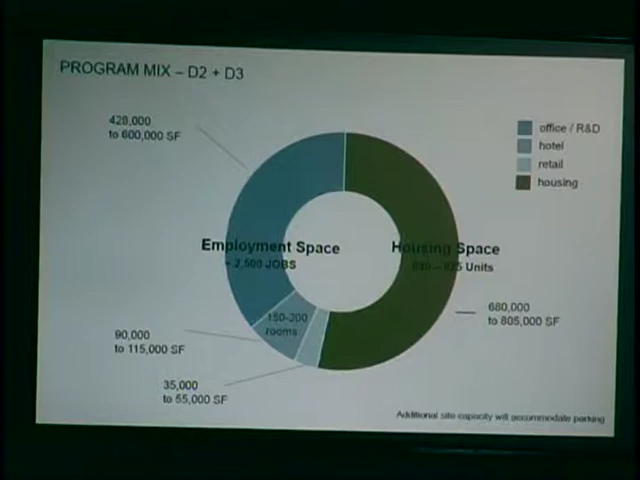 PROGRAM MIX – D2 + D3
to 600,000 SF
office / R&D
hotel
retail
housing
Employment Space
~ 2,500 JOBS
Housing Space
Units
150-200
rooms
680,000
to 805,000 SF
90,000
to 115,000 SF
35,000
to 55,000 SF
Additional site capacity will accommodate parking